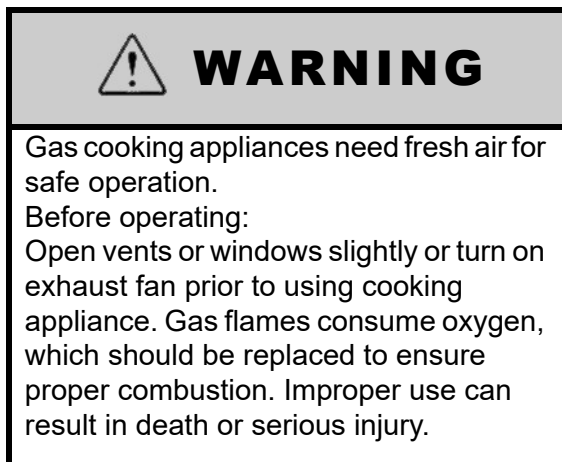 WARNING
Gas cooking appliances need fresh air for
safe operation.
Before operating:
Open vents or windows slightly or turn on
exhaust fan prior to using cooking
appliance. Gas flames consume oxygen,
which should be replaced to ensure
proper combustion. Improper use can
result in death or serious injury.